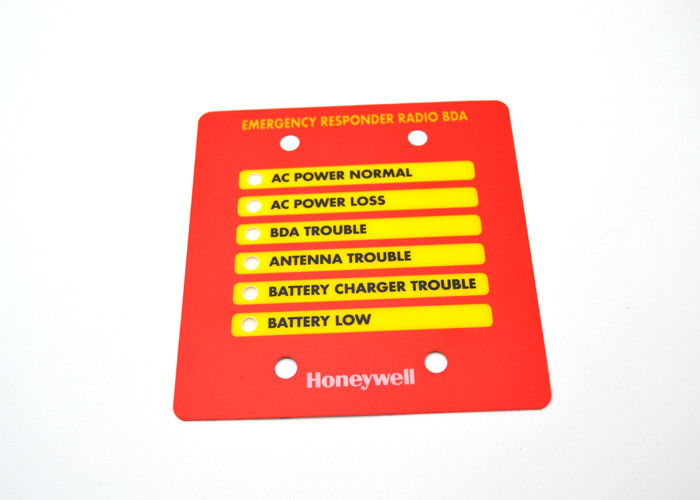 EMERGENCY RESPONDER RADIO BDA
AC POWER NORMAL
AC POWER LOSS
BDA TROUBLE
ANTENNA TROUBLE
BATTERY CHARGER TROUBLE
BATTERY LOW
Honeywell